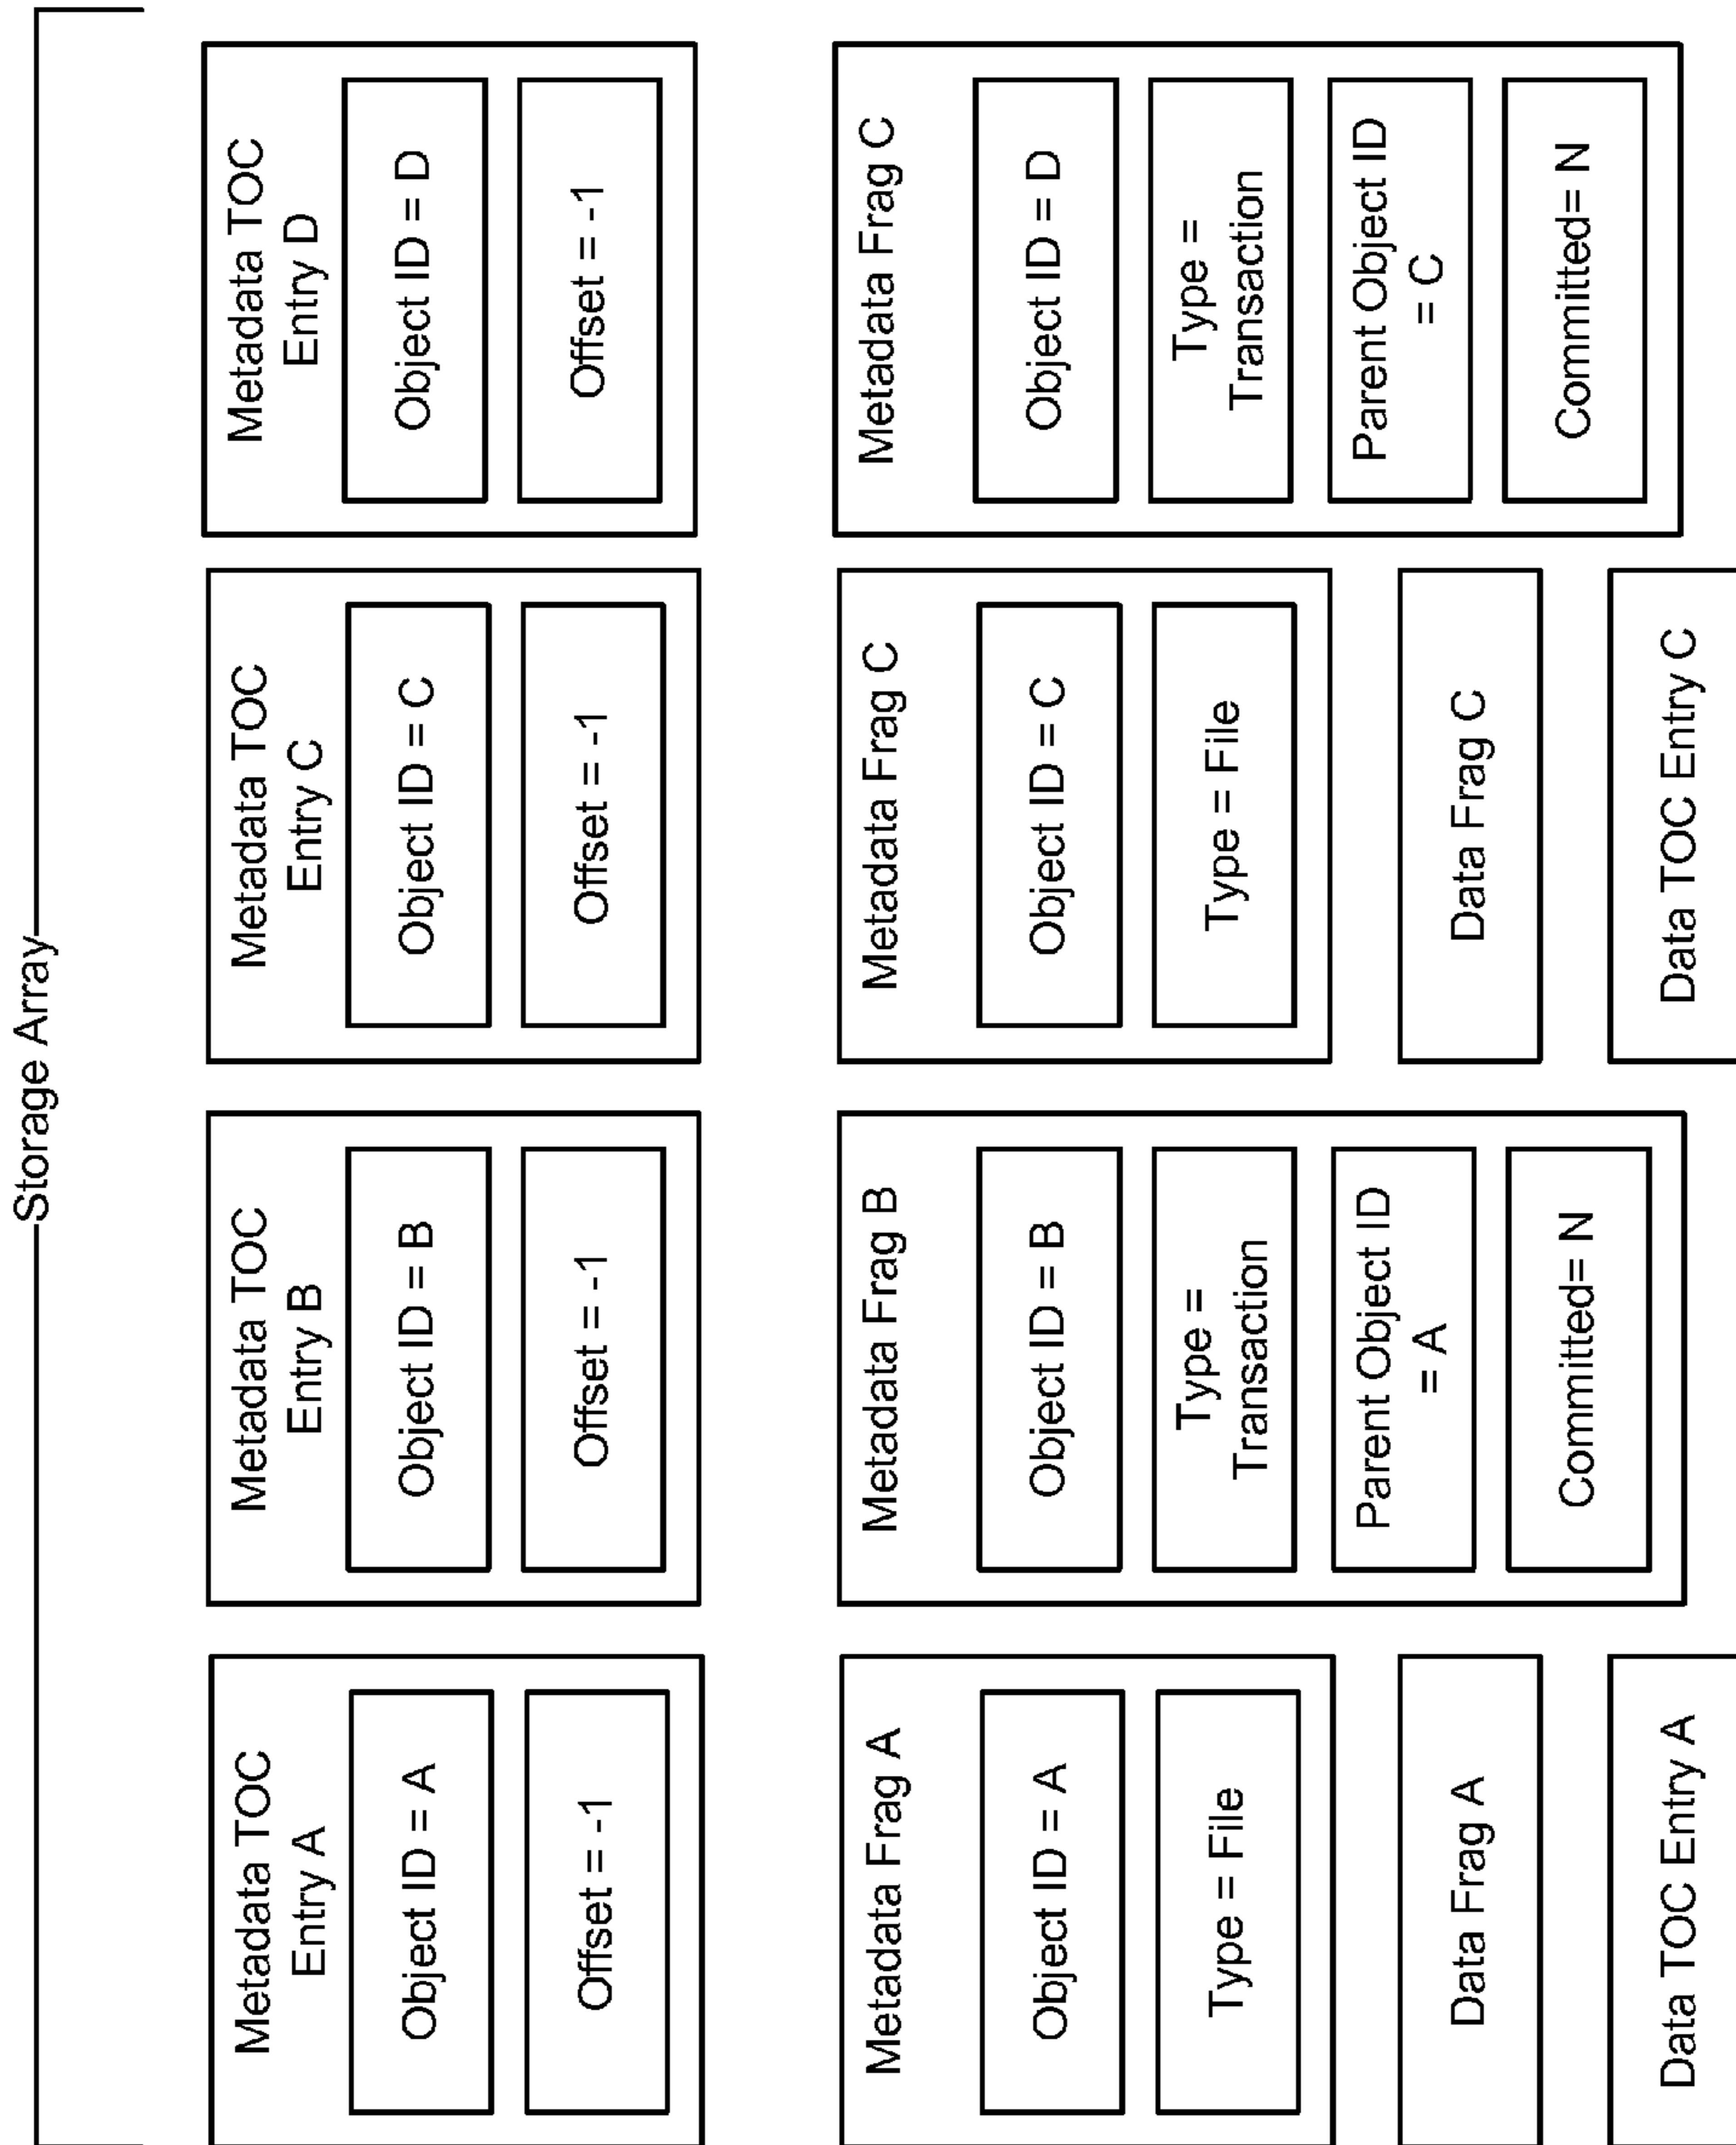 Storage Array
Metadata TOC
Entry A
Object ID = A
Offset = -1
Metadata TOC
Entry B
Object ID = B
Offset = -1
Metadata TOC
Entry C
Object ID = C
Offset = -1
Metadata TOC
Entry D
Object ID = D
Offset = -1
Metadata Frag A
Object ID = A
Type = File
Metadata Frag B
Object ID = B
Type =
Transaction
Parent Object ID
= A
Committed= N
Metadata Frag C
Object ID = C
Type = File
Metadata Frag C
Object ID = D
Type =
Transaction
Parent Object ID
= C
Committed= N
Data Frag A
Data Frag C
Data TOC Entry A
Data TOC Entry C